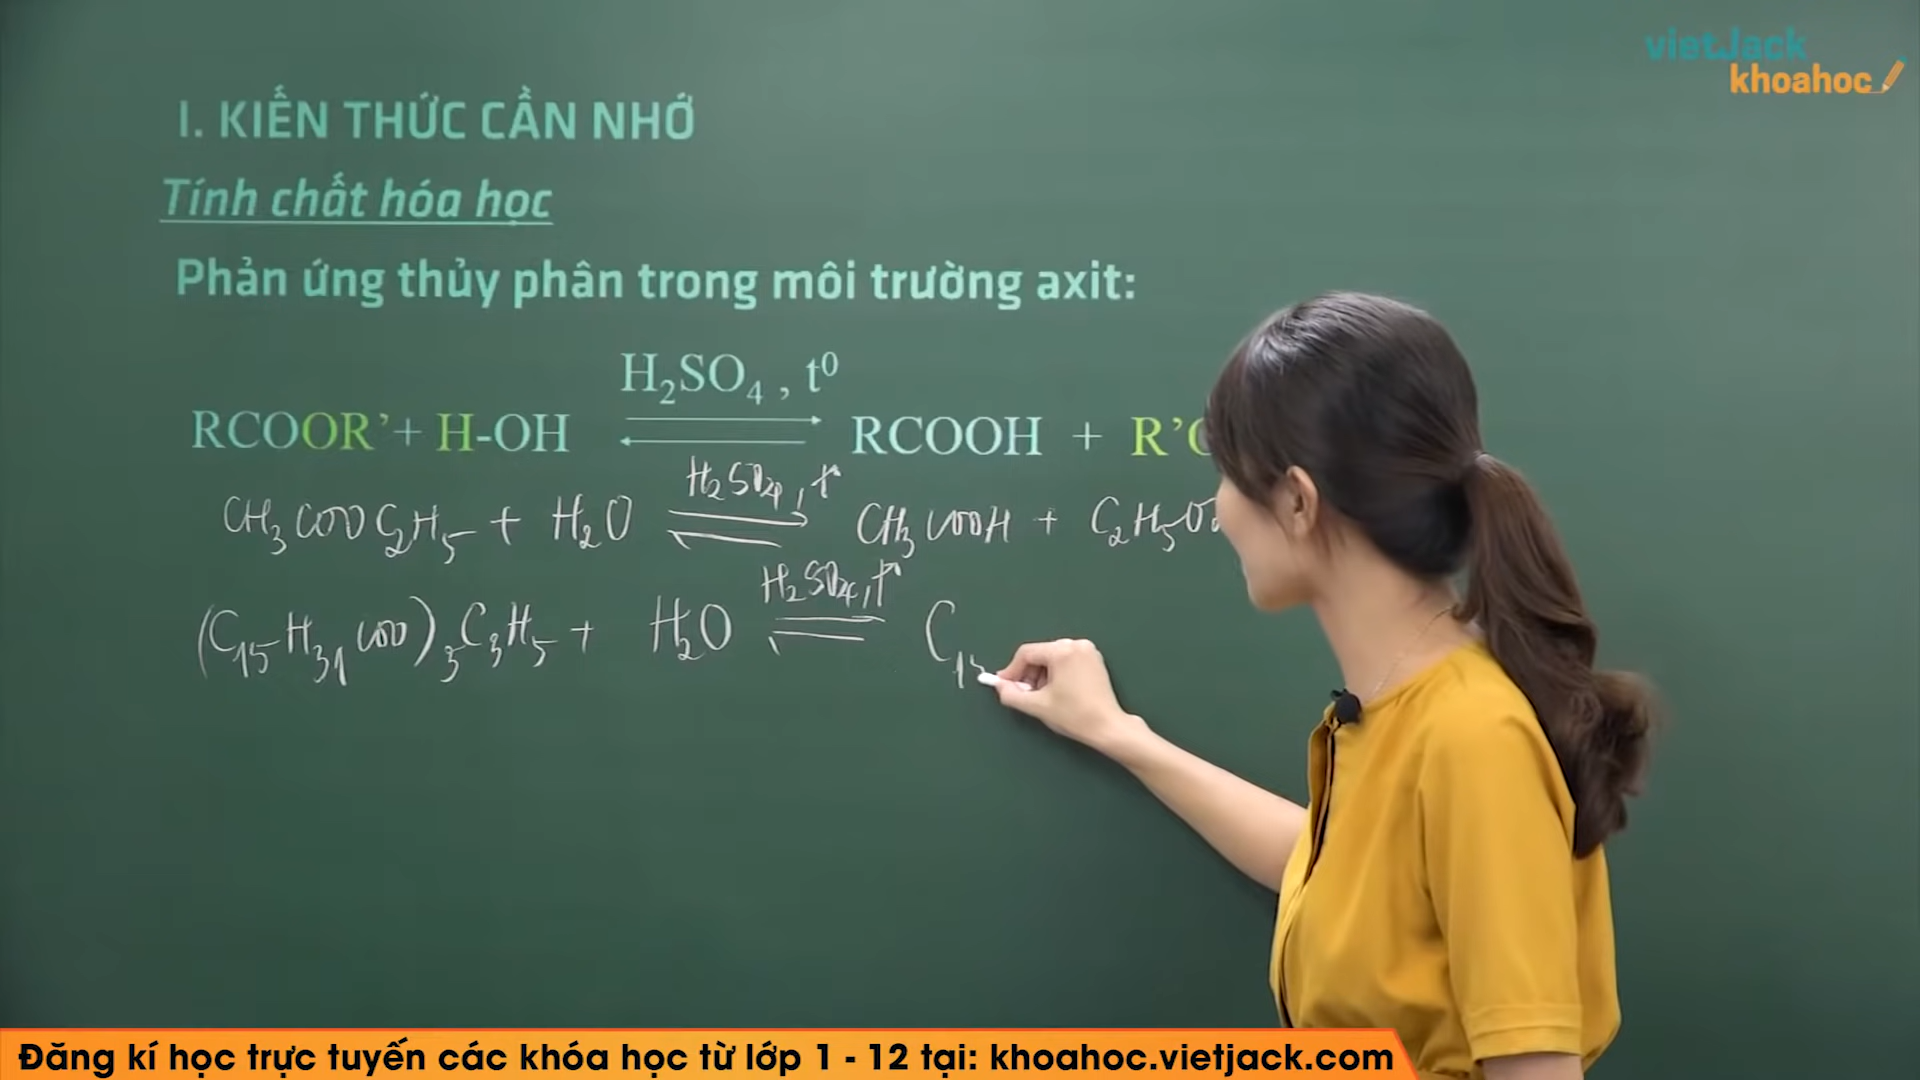 vietJack
khoahoc
I. KIẾN THỨC CẦN NHỚ
Tính chất hóa học
Phản ứng thủy phân trong môi trường axit:
H₂SO₄ , t⁰
RCOOR’+ H-OH ⇌ RCOOH + R’O
H₂SO₄, t°
CH₃COOC₂H₅ + H₂O ⇌ CH₃COOH + C₂H₅O
H₂SO₄, t°
(C₁₅H₃₁COO)₃C₃H₅ + H₂O ⇌ C₁₅
Đăng kí học trực tuyến các khóa học từ lớp 1 - 12 tại: khoahoc.vietjack.com